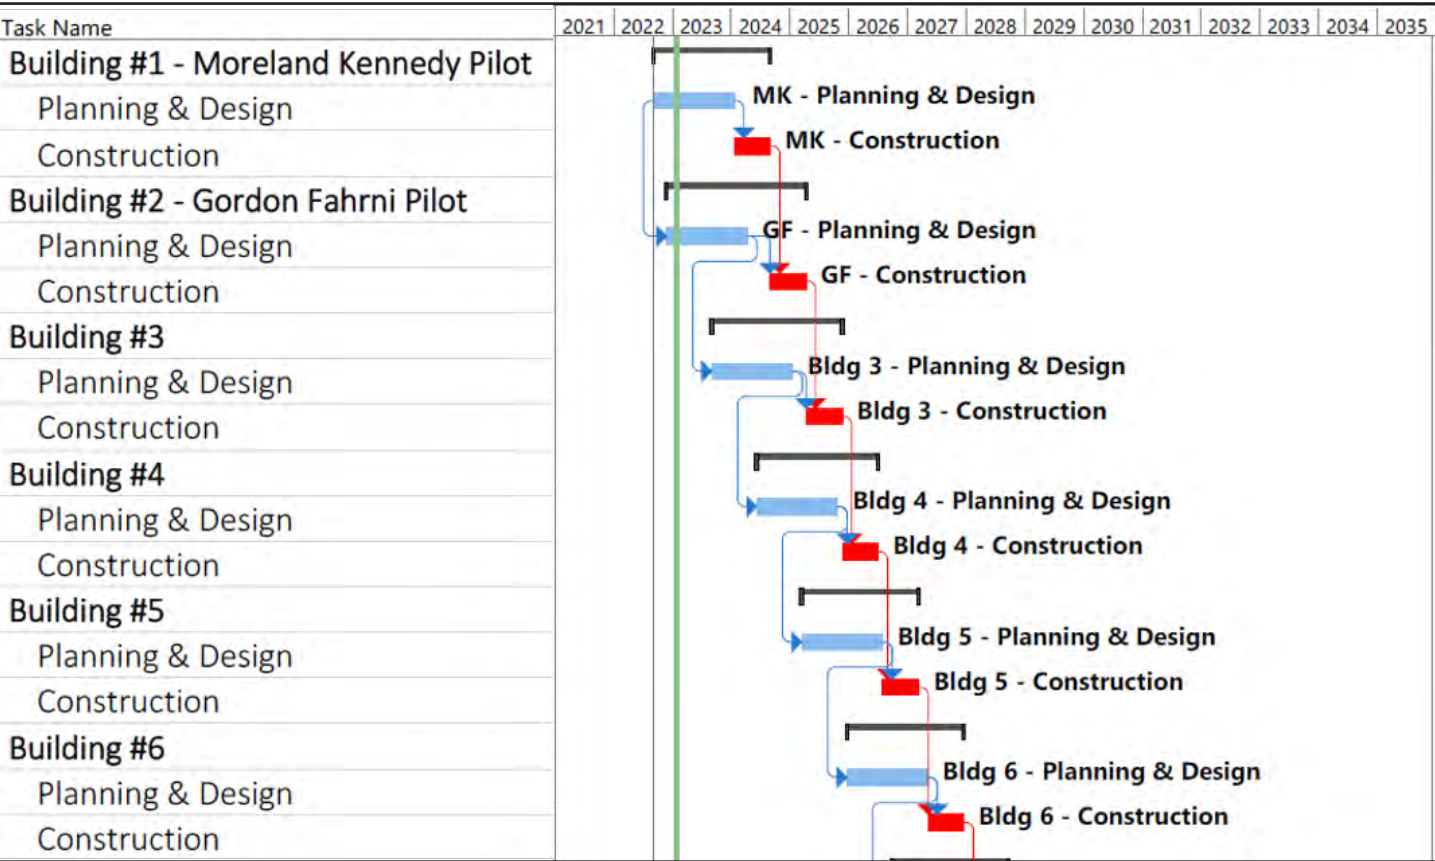 Task Name 2021 2022 2023 2024 2025 2026 2027 2028 2029 2030 2031 2032 2033 2034 2035
Building #1 - Moreland Kennedy Pilot
Planning & Design MK - Planning & Design
Construction MK - Construction
Building #2 - Gordon Fahrni Pilot
Planning & Design GF - Planning & Design
Construction GF - Construction
Building #3
Planning & Design Bldg 3 - Planning & Design
Construction Bldg 3 - Construction
Building #4
Planning & Design Bldg 4 - Planning & Design
Construction Bldg 4 - Construction
Building #5
Planning & Design Bldg 5 - Planning & Design
Construction Bldg 5 - Construction
Building #6
Planning & Design Bldg 6 - Planning & Design
Construction Bldg 6 - Construction